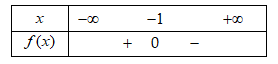 x −∞ −1 +∞
f(x) + 0 −